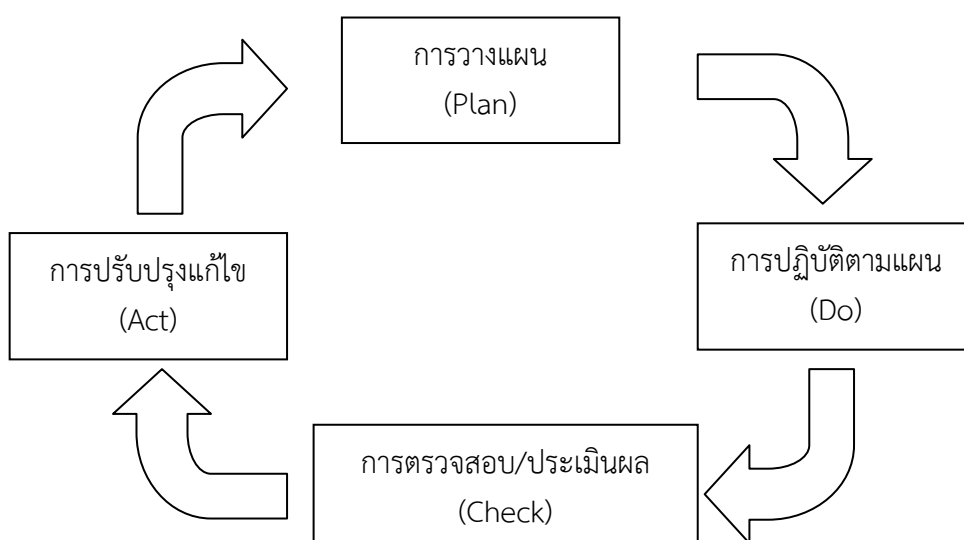 การวางแผน
(Plan)
การปฏิบัติตามแผน
(Do)
การตรวจสอบ/ประเมินผล
(Check)
การปรับปรุงแก้ไข
(Act)